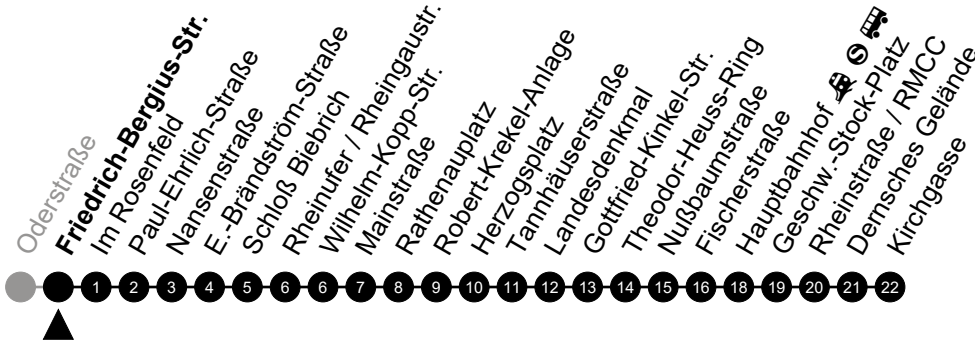 Oderstraße
Friedrich-Bergius-Str.
Im Rosenfeld
Paul-Ehrlich-Straße
Nansenstraße
E.-Brändström-Straße
Schloß Biebrich
Rheinufer / Rheingaustr.
Wilhelm-Kopp-Str.
Mainstraße
Rathenauplatz
Robert-Krekel-Anlage
Herzogsplatz
Tannhäuserstraße
Landesdenkmal
Gottfried-Kinkel-Str.
Theodor-Heuss-Ring
Nußbaumstraße
Fischerstraße
Hauptbahnhof S
Geschw.-Stock-Platz
Rheinstraße / RMCC
Dernsches Gelände
Kirchgasse
1 2 3 4 5 6 6 7 8 9 10 11 12 13 14 15 16 18 19 20 21 22